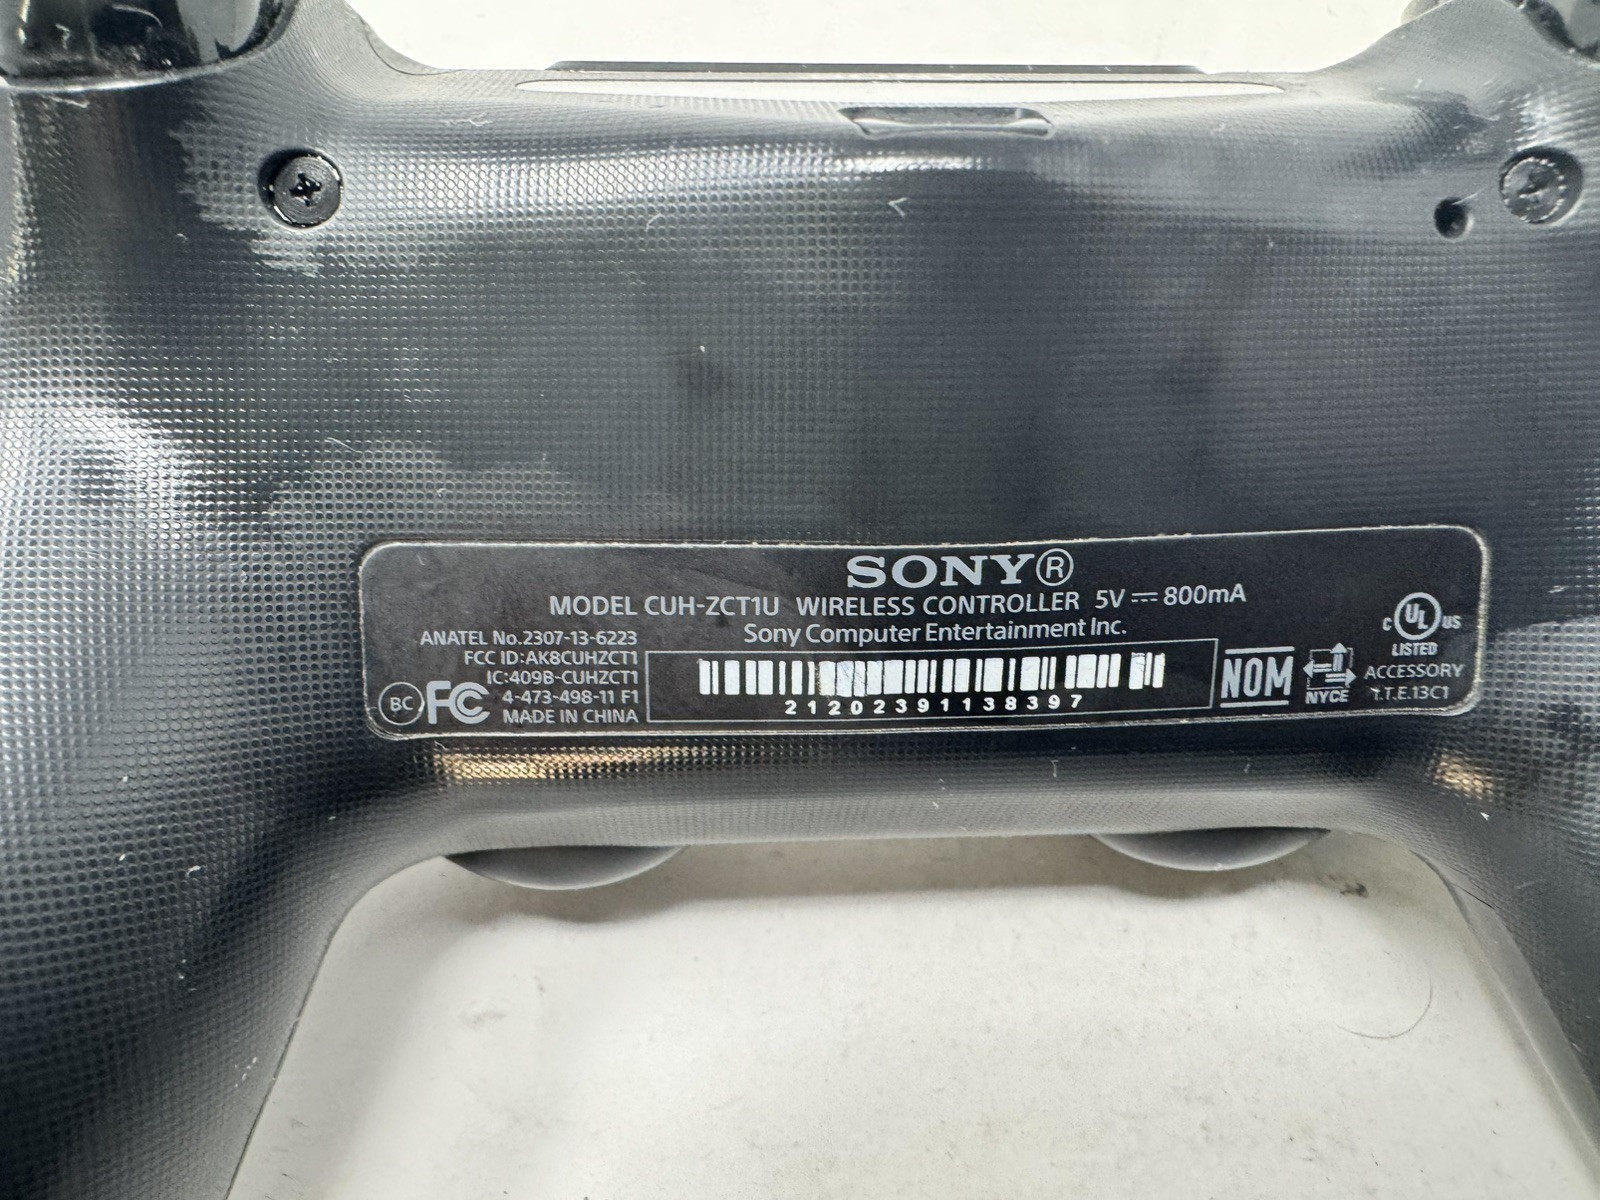 SONY®
MODEL CUH-ZCT1U WIRELESS CONTROLLER 5V⎓800mA
Sony Computer Entertainment Inc.
ANATEL No.2307-13-6223
FCC ID:AK8CUHZCT1
IC:409B-CUHZCT1
4-473-498-11 F1
MADE IN CHINA
BC FC
21202391138397
NOM
NYCE
C UL US
LISTED
ACCESSORY
T.T.E.13C1